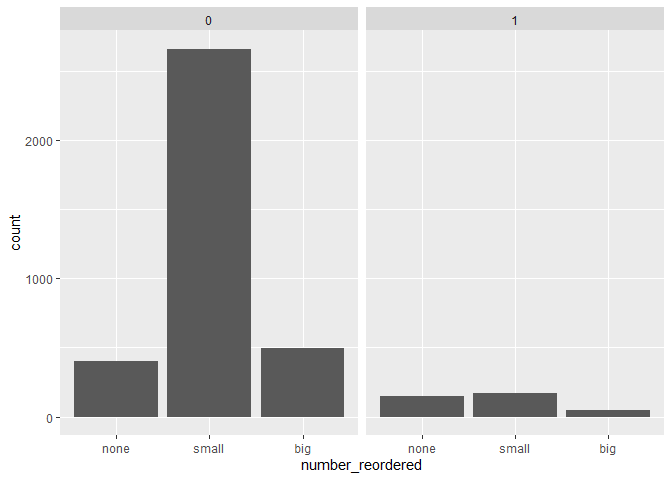 0 1
2000
1000
0
count
none small big none small big
number_reordered